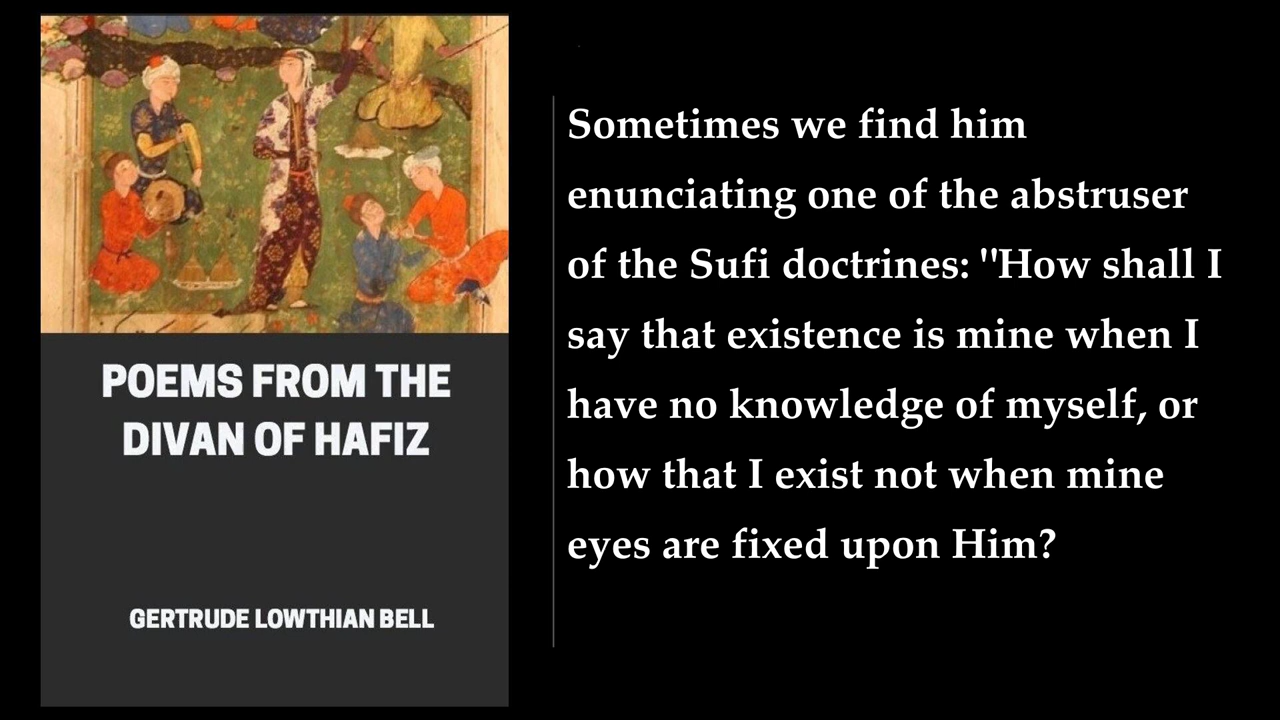 POEMS FROM THE
DIVAN OF HAFIZ
GERTRUDE LOWTHIAN BELL
Sometimes we find him
enunciating one of the abstruser
of the Sufi doctrines: "How shall I
say that existence is mine when I
have no knowledge of myself, or
how that I exist not when mine
eyes are fixed upon Him?